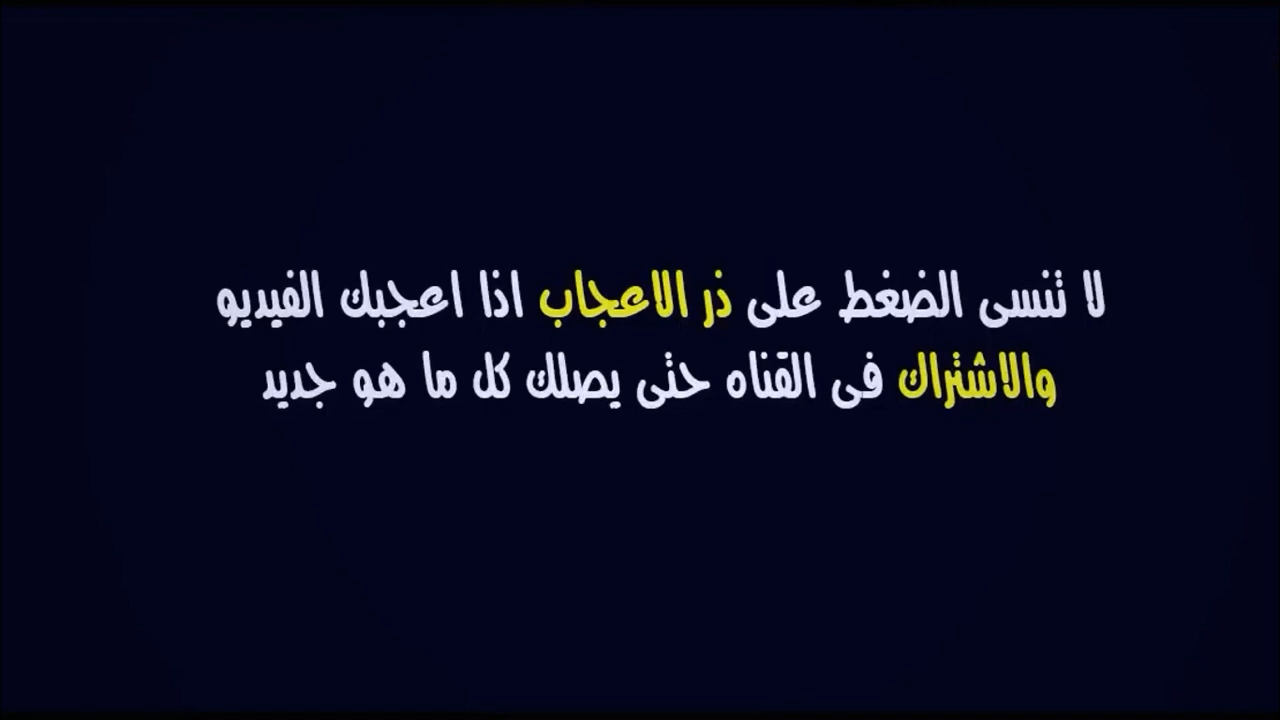 لا تنسى الضغط على ذر الاعجاب اذا اعجبك الفيديو
والاشتراك فى القناه حتى يصلك كل ما هو جديد